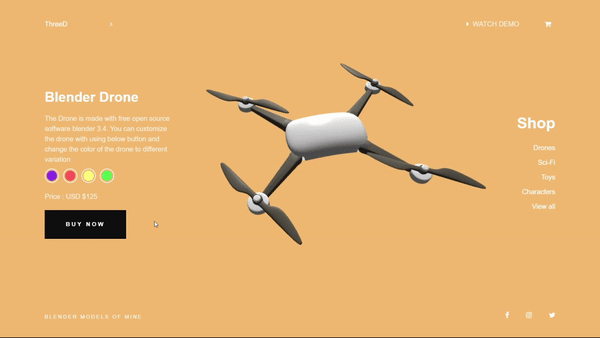 ThreeD
WATCH DEMO
Blender Drone
The Drone is made with free open source
software blender 3.4. You can customize
the drone with using below button and
change the color of the drone to different
variation
Price : USD $125
BUY NOW
Shop
Drones
Sci-Fi
Toys
Characters
View all
BLENDER MODELS OF MINE